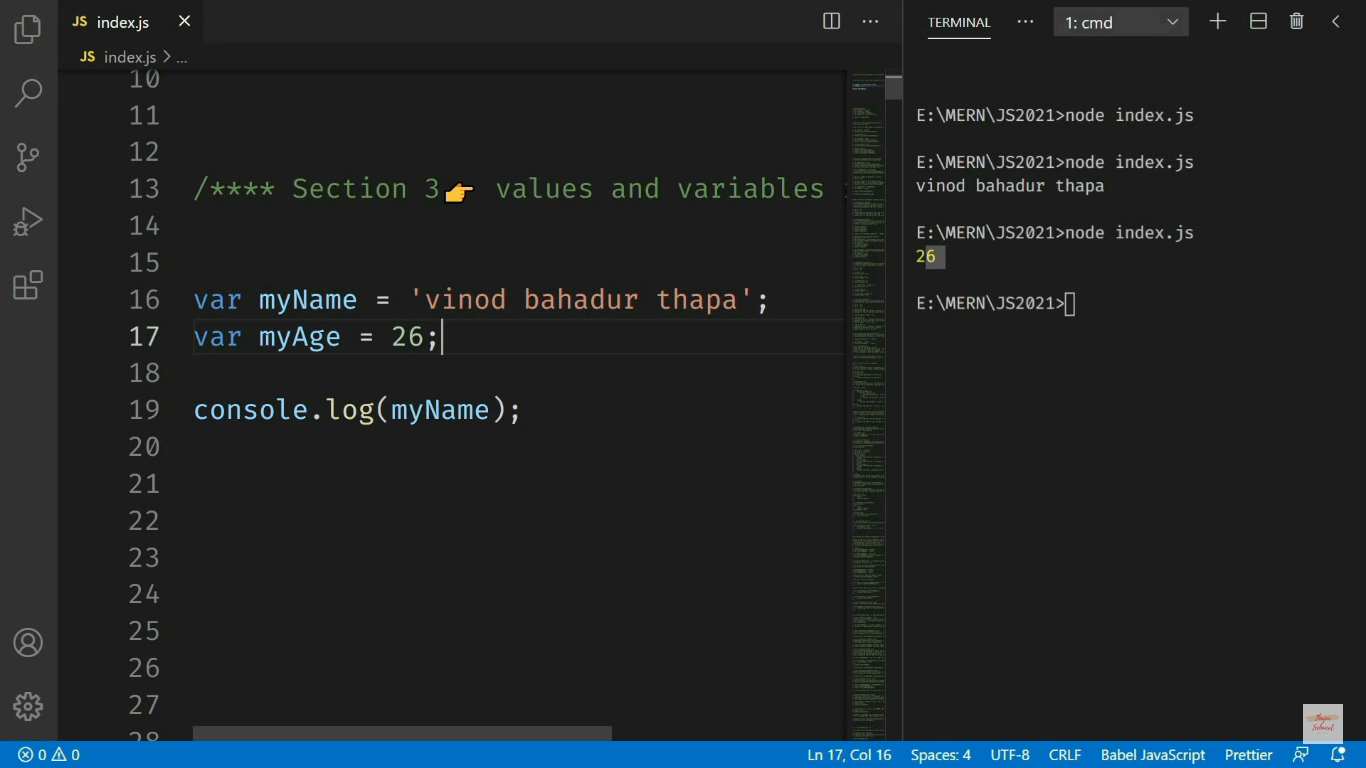 JS index.js
TERMINAL
1: cmd
JS index.js > ...
10
11
12
13 /**** Section 3👉 values and variables
14
15
16 var myName = 'vinod bahadur thapa';
17 var myAge = 26;
18
19 console.log(myName);
20
21
22
23
24
25
26
27
28
E:\MERN\JS2021>node index.js
E:\MERN\JS2021>node index.js
vinod bahadur thapa
E:\MERN\JS2021>node index.js
26
E:\MERN\JS2021>
Thapa
Technical
0 0
Ln 17, Col 16 Spaces: 4 UTF-8 CRLF Babel JavaScript Prettier